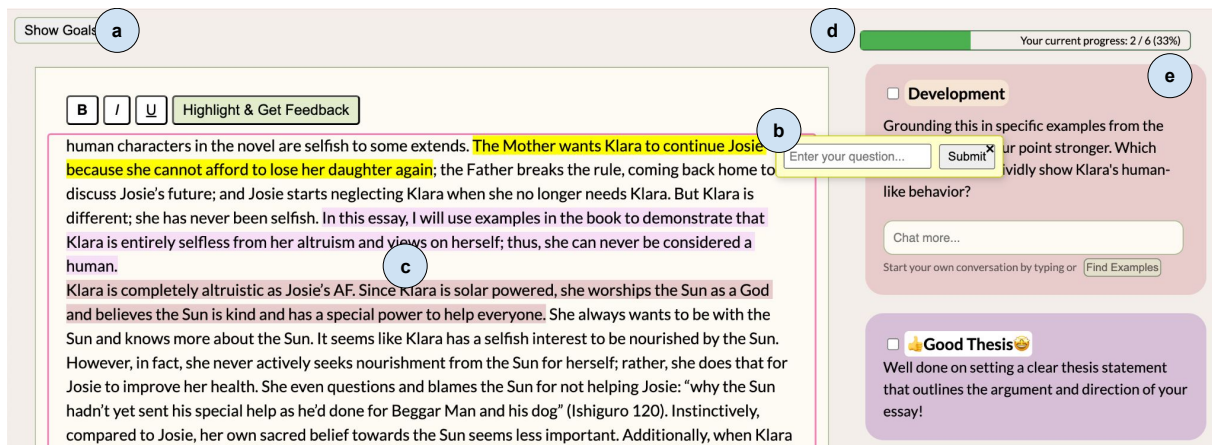 Show Goals
a
d
Your current progress: 2 / 6 (33%)
e
B I U Highlight & Get Feedback
human characters in the novel are selfish to some extends. The Mother wants Klara to continue Josie
because she cannot afford to lose her daughter again; the Father breaks the rule, coming back home to
discuss Josie's future; and Josie starts neglecting Klara when she no longer needs Klara. But Klara is
different; she has never been selfish. In this essay, I will use examples in the book to demonstrate that
Klara is entirely selfless from her altruism and views on herself; thus, she can never be considered a
human.
c
Klara is completely altruistic as Josie's AF. Since Klara is solar powered, she worships the Sun as a God
and believes the Sun is kind and has a special power to help everyone. She always wants to be with the
Sun and knows more about the Sun. It seems like Klara has a selfish interest to be nourished by the Sun.
However, in fact, she never actively seeks nourishment from the Sun for herself; rather, she does that for
Josie to improve her health. She even questions and blames the Sun for not helping Josie: “why the Sun
hadn't yet sent his special help as he'd done for Beggar Man and his dog” (Ishiguro 120). Instinctively,
compared to Josie, her own sacred belief towards the Sun seems less important. Additionally, when Klara
b
Enter your question... Submit ×
Development
Grounding this in specific examples from the
ur point stronger. Which
ividly show Klara's human-
like behavior?
Chat more...
Start your own conversation by typing or Find Examples
👍Good Thesis🤩
Well done on setting a clear thesis statement
that outlines the argument and direction of your
essay!